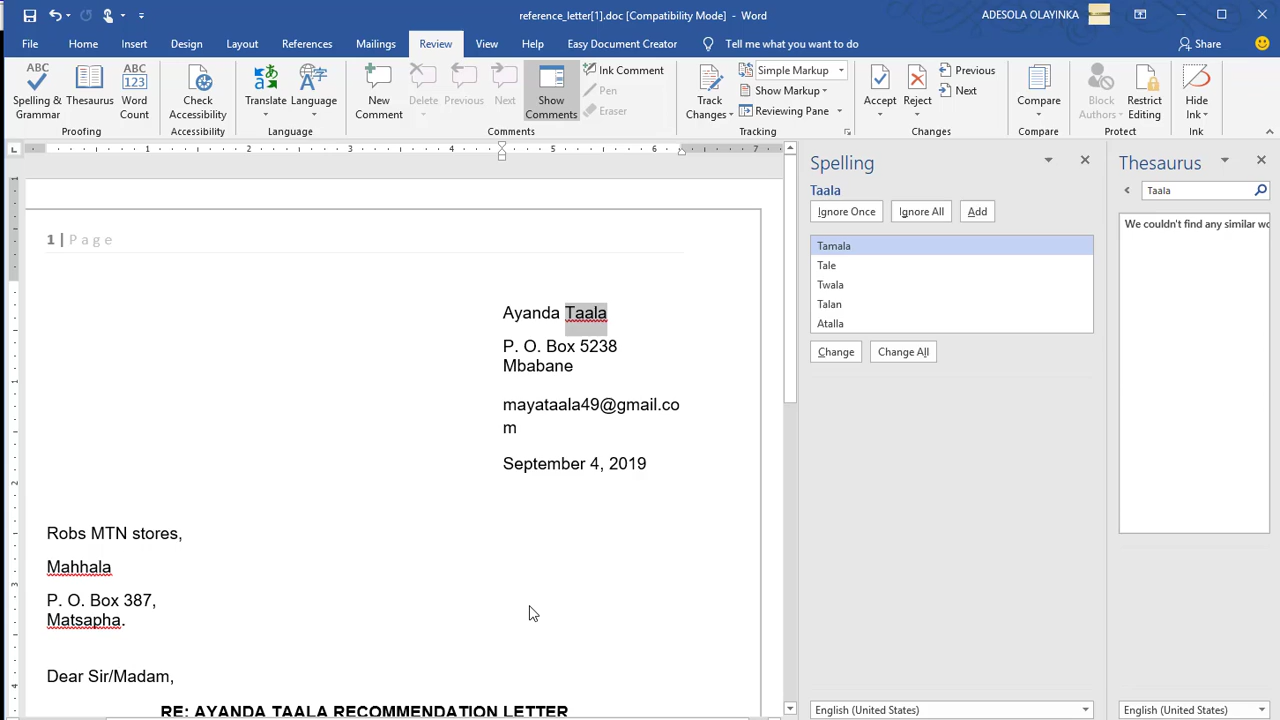 reference_letter[1].doc [Compatibility Mode] - Word
ADESOLA OLAYINKA
File Home Insert Design Layout References Mailings Review View Help Easy Document Creator Tell me what you want to do Share
Spelling & Grammar
Thesaurus
Word Count
Proofing
Check Accessibility
Accessibility
Translate
Language
Language
New Comment
Delete
Previous
Next
Show Comments
Ink Comment
Pen
Eraser
Comments
Track Changes
Simple Markup
Show Markup
Reviewing Pane
Tracking
Accept
Reject
Previous
Next
Changes
Compare
Compare
Block Authors
Restrict Editing
Protect
Hide Ink
Ink
1 | Page
Ayanda Taala
P. O. Box 5238
Mbabane
mayataala49@gmail.co
m
September 4, 2019
Robs MTN stores,
Mahhala
P. O. Box 387,
Matsapha.
Dear Sir/Madam,
RE: AYANDA TAALA RECOMMENDATION LETTER
Spelling
Taala
Ignore Once Ignore All Add
Tamala
Tale
Twala
Talan
Atalla
Change Change All
English (United States)
Thesaurus
Taala
We couldn't find any similar wo
English (United States)